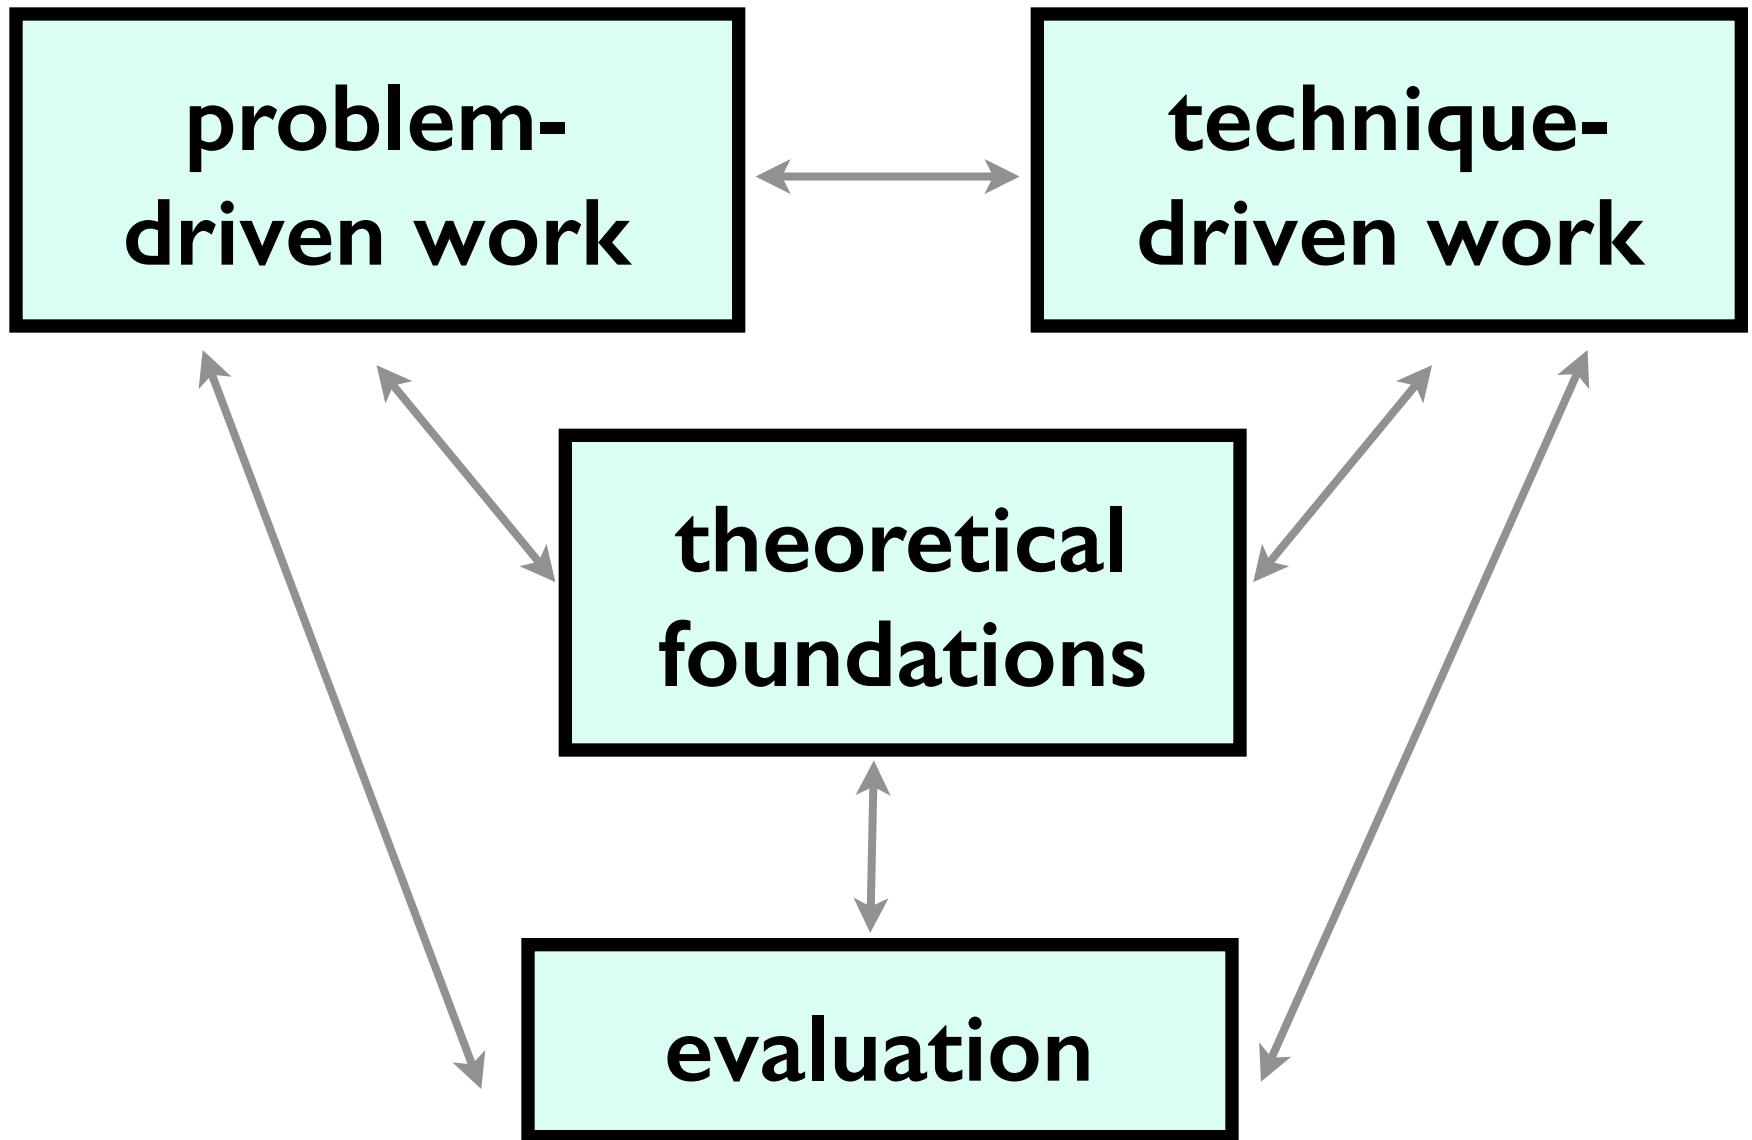 problem-
driven work
technique-
driven work
theoretical
foundations
evaluation